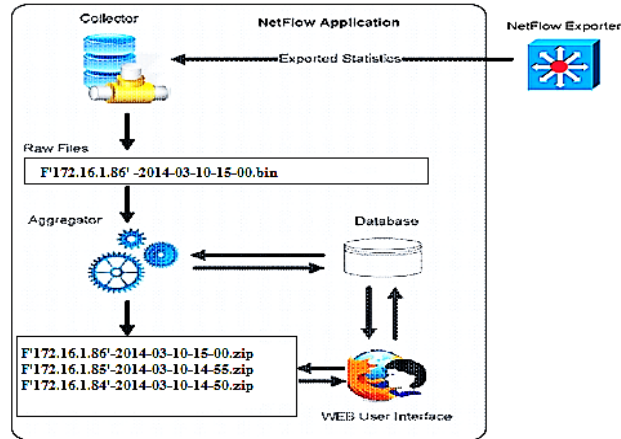 Collector
NetFlow Application
NetFlow Exporter
Exported Statistics
Raw Files
F'172.16.1.86' -2014-03-10-15-00.bin
Aggregator
Database
F'172.16.1.86'-2014-03-10-15-00.zip
F'172.16.1.85'-2014-03-10-14-55.zip
F'172.16.1.84'-2014-03-10-14-50.zip
WEB User Interface